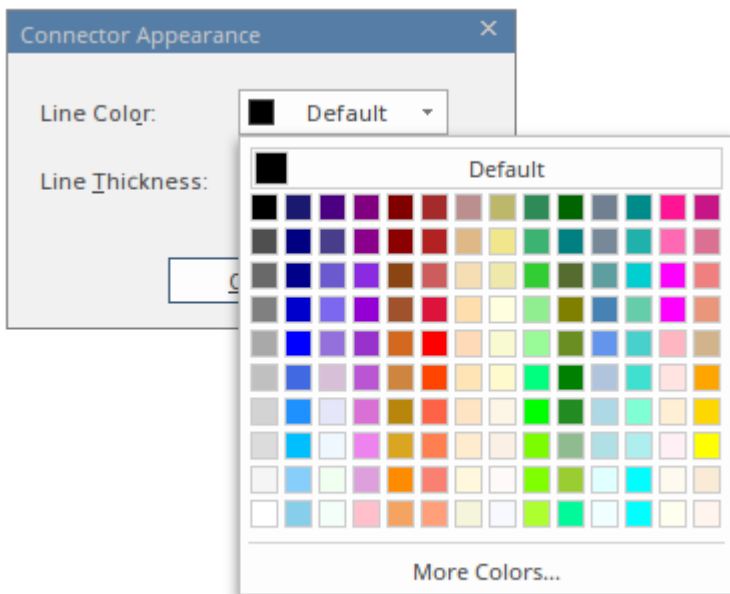 Connector Appearance
Line Color:
Default
Default
Line Thickness:
More Colors...